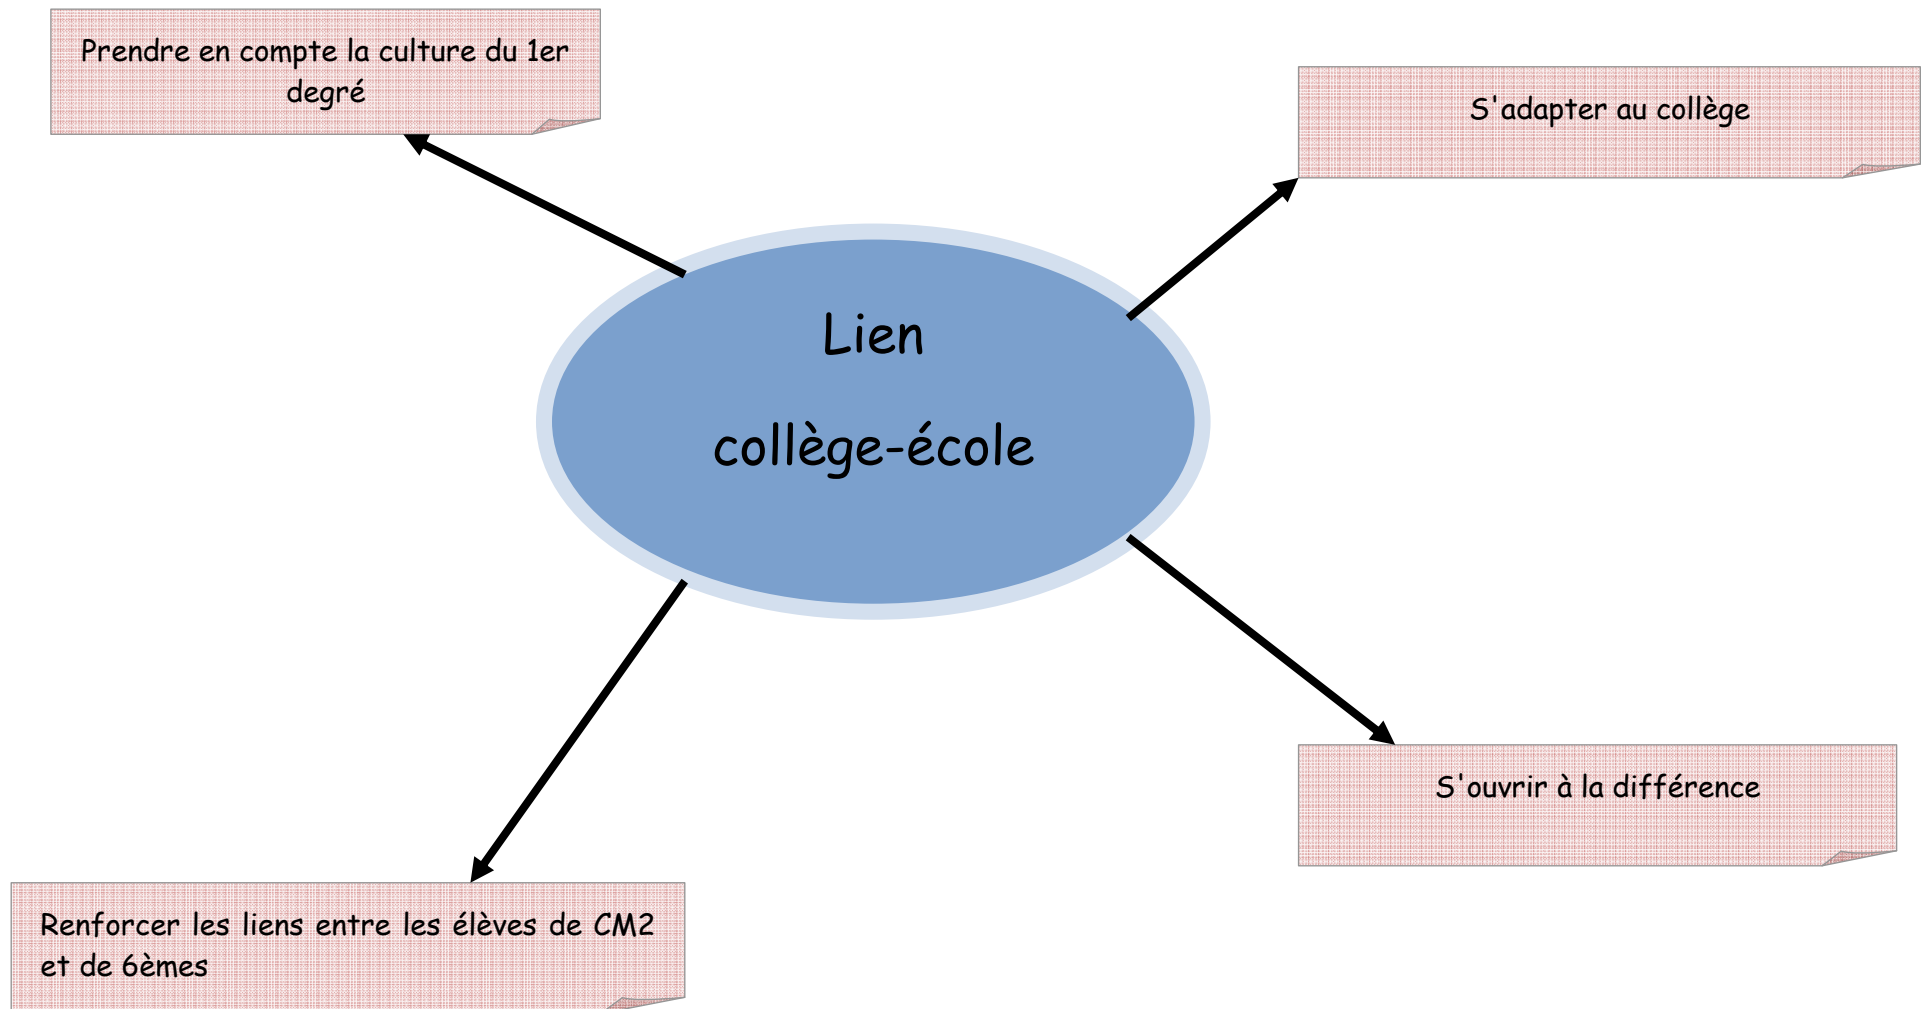 Prendre en compte la culture du 1er
degré
S'adapter au collège
Lien
collège-école
S'ouvrir à la différence
Renforcer les liens entre les élèves de CM2
et de 6èmes